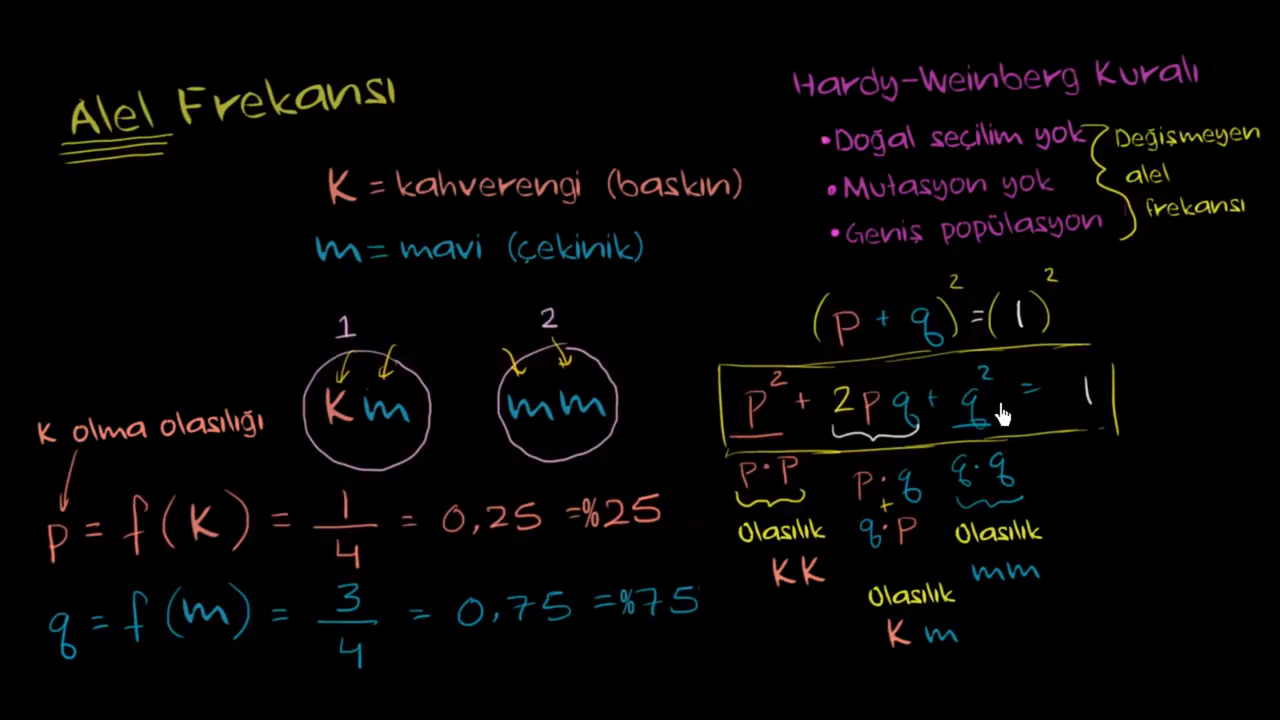 Alel Frekansı
K = kahverengi (baskın)
m = mavi (çekinik)
1
2
K m
m m
K olma olasılığı
p = f(K) = 1/4 = 0,25 = %25
q = f(m) = 3/4 = 0,75 = %75
Hardy-Weinberg Kuralı
• Doğal seçilim yok
• Mutasyon yok
• Geniş popülasyon
Değişmeyen
alel
frekansı
(p + q)² = (1)²
p² + 2pq + q² = 1
p·p
Olasılık
KK
p·q
+
q·p
Olasılık
Km
q·q
Olasılık
mm